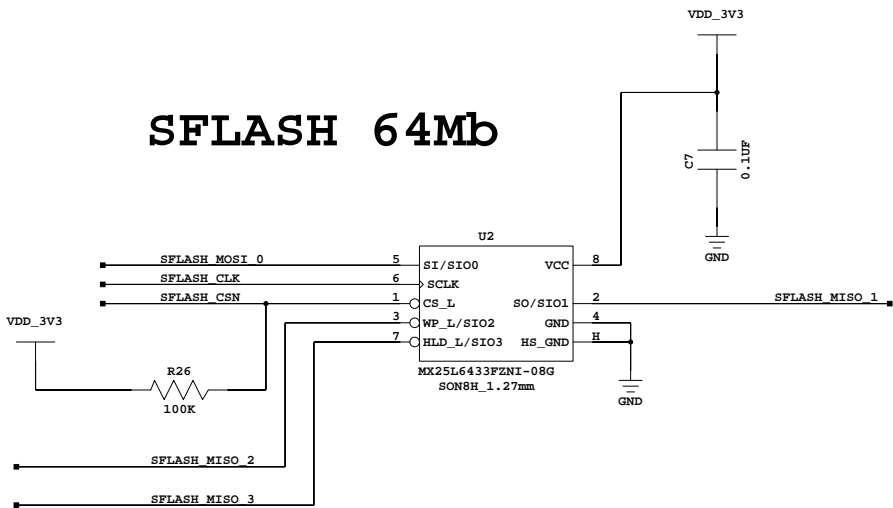 VDD_3V3
SFLASH 64Mb
C7
0.1UF
GND
U2
SFLASH_MOSI_0 5 SI/SIO0 VCC 8
SFLASH_CLK 6 SCLK
SFLASH_CSN 1 CS_L SO/SIO1 2 SFLASH_MISO_1
3 WP_L/SIO2 GND 4
VDD_3V3
7 HLD_L/SIO3 HS_GND H
R26
100K
MX25L6433FZNI-08G
SON8H_1.27mm
GND
SFLASH_MISO_2
SFLASH_MISO_3